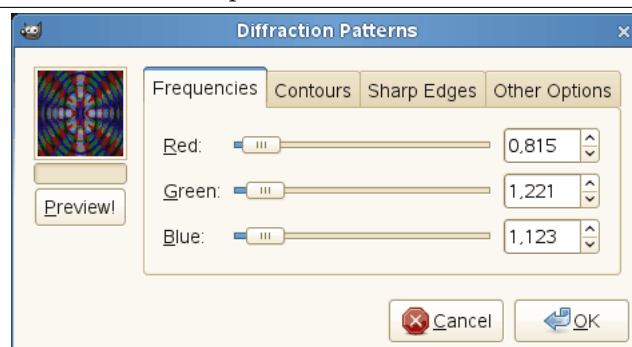 Diffraction Patterns
Frequencies Contours Sharp Edges Other Options
Red: 0,815
Green: 1,221
Preview!
Blue: 1,123
Cancel OK